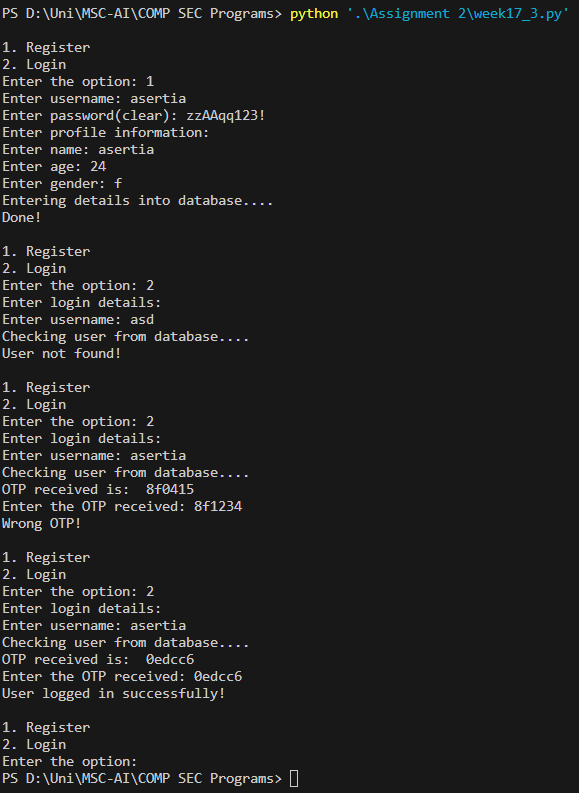 PS D:\Uni\MSC-AI\COMP SEC Programs> python '.\Assignment 2\week17_3.py'
1. Register
2. Login
Enter the option: 1
Enter username: asertia
Enter password(clear): zzAAqq123!
Enter profile information:
Enter name: asertia
Enter age: 24
Enter gender: f
Entering details into database....
Done!
1. Register
2. Login
Enter the option: 2
Enter login details:
Enter username: asd
Checking user from database....
User not found!
1. Register
2. Login
Enter the option: 2
Enter login details:
Enter username: asertia
Checking user from database....
OTP received is:  8f0415
Enter the OTP received: 8f1234
Wrong OTP!
1. Register
2. Login
Enter the option: 2
Enter login details:
Enter username: asertia
Checking user from database....
OTP received is:  0edcc6
Enter the OTP received: 0edcc6
User logged in successfully!
1. Register
2. Login
Enter the option:
PS D:\Uni\MSC-AI\COMP SEC Programs>